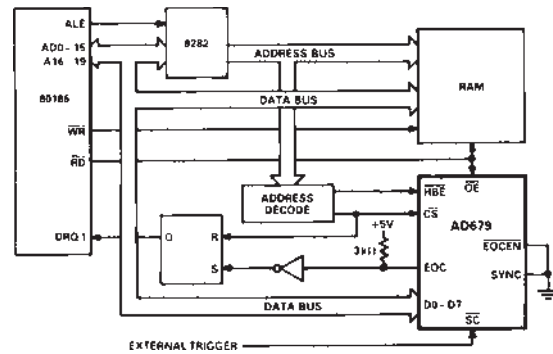 ALE
8282
AD0 - 15
A16 19
ADDRESS BUS
RAM
80186
DATA BUS
WR
RD
OE
HBE
ADDRESS
DECODE
CS
AD679
+5V
3kΩ
EOCEN
DRQ 1
Q
R
S
EOC
SYNC
DATA BUS
D0 - D7
SC
EXTERNAL TRIGGER